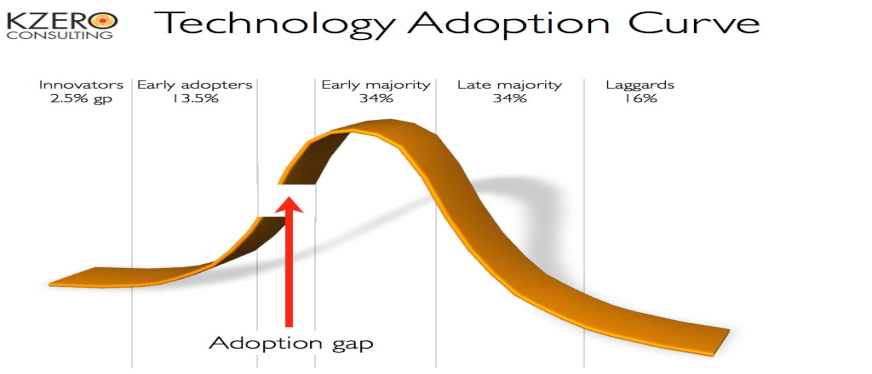 KZERO
CONSULTING
Technology Adoption Curve
Innovators
2.5% gp
Early adopters
13.5%
Early majority
34%
Late majority
34%
Laggards
16%
Adoption gap